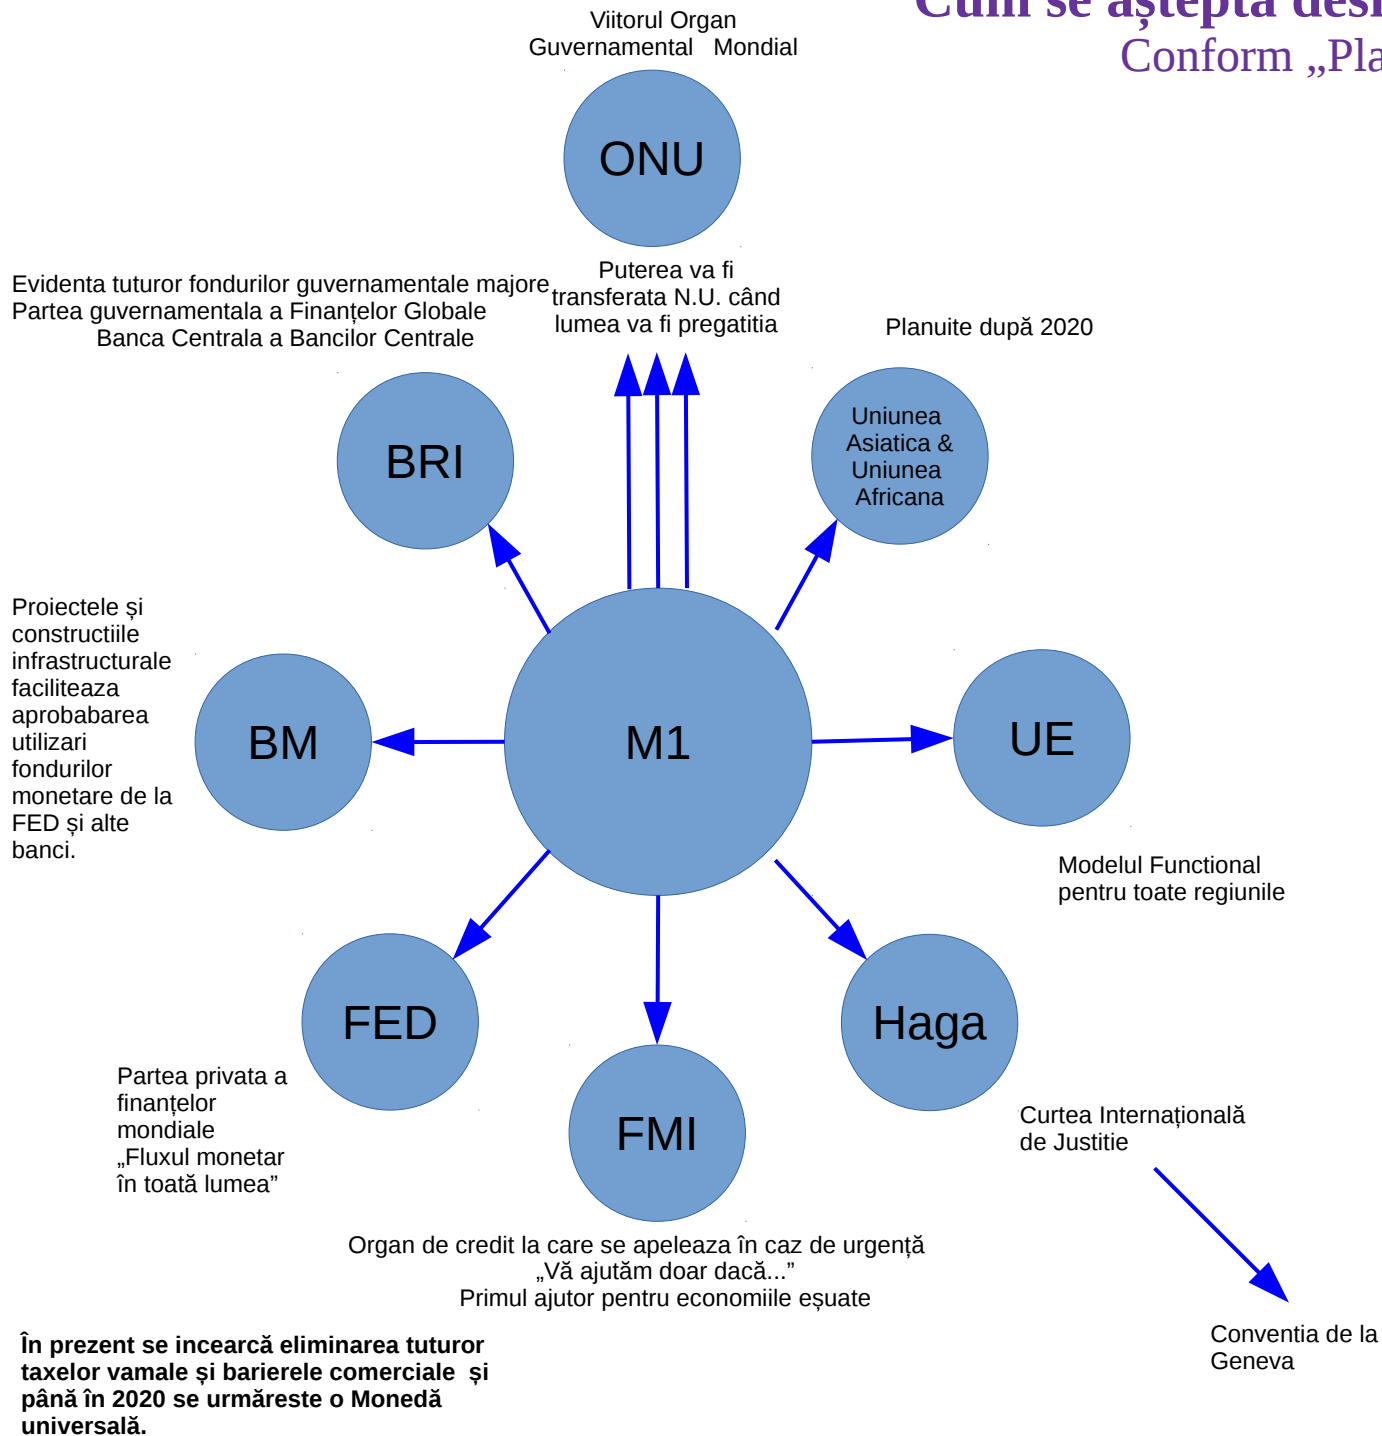 Cum se așteptă
Conform
Viitorul Organ
Guvernamental Mondial
ONU
Evidenta tuturor fondurilor guvernamentale majore
Partea guvernamentala a Finanțelor Globale
Banca Centrala a Bancilor Centrale
Puterea va fi
transferata N.U. când
lumea va fi pregatitia
Planuite după 2020
BRI
Uniunea
Asiatica &
Uniunea
Africana
Proiectele și
constructiile
infrastructurale
faciliteaza
aprobabarea
utilizari
fondurilor
monetare de la
FED și alte
banci.
BM
M1
UE
Modelul Functional
pentru toate regiunile
FED
Haga
Partea privata a
finanțelor
mondiale
„Fluxul monetar
în toată lumea”
FMI
Curtea Internațională
de Justitie
Organ de credit la care se apeleaza în caz de urgență
„Vă ajutăm doar dacă...”
Primul ajutor pentru economiile eșuate
Conventia de la
Geneva
În prezent se incearcă eliminarea tuturor
taxelor vamale și barierele comerciale și
până în 2020 se urmăreste o Monedă
universală.